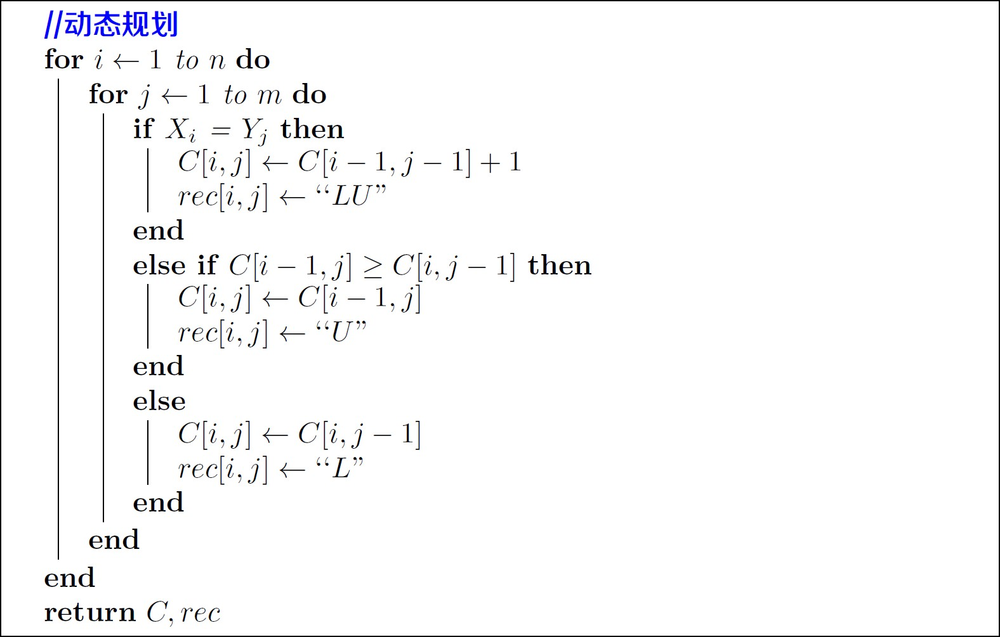 //动态规划
for i ← 1 to n do
for j ← 1 to m do
if X_i = Y_j then
C[i, j] ← C[i − 1, j − 1] + 1
rec[i, j] ← “LU”
end
else if C[i − 1, j] ≥ C[i, j − 1] then
C[i, j] ← C[i − 1, j]
rec[i, j] ← “U”
end
else
C[i, j] ← C[i, j − 1]
rec[i, j] ← “L”
end
end
end
return C, rec